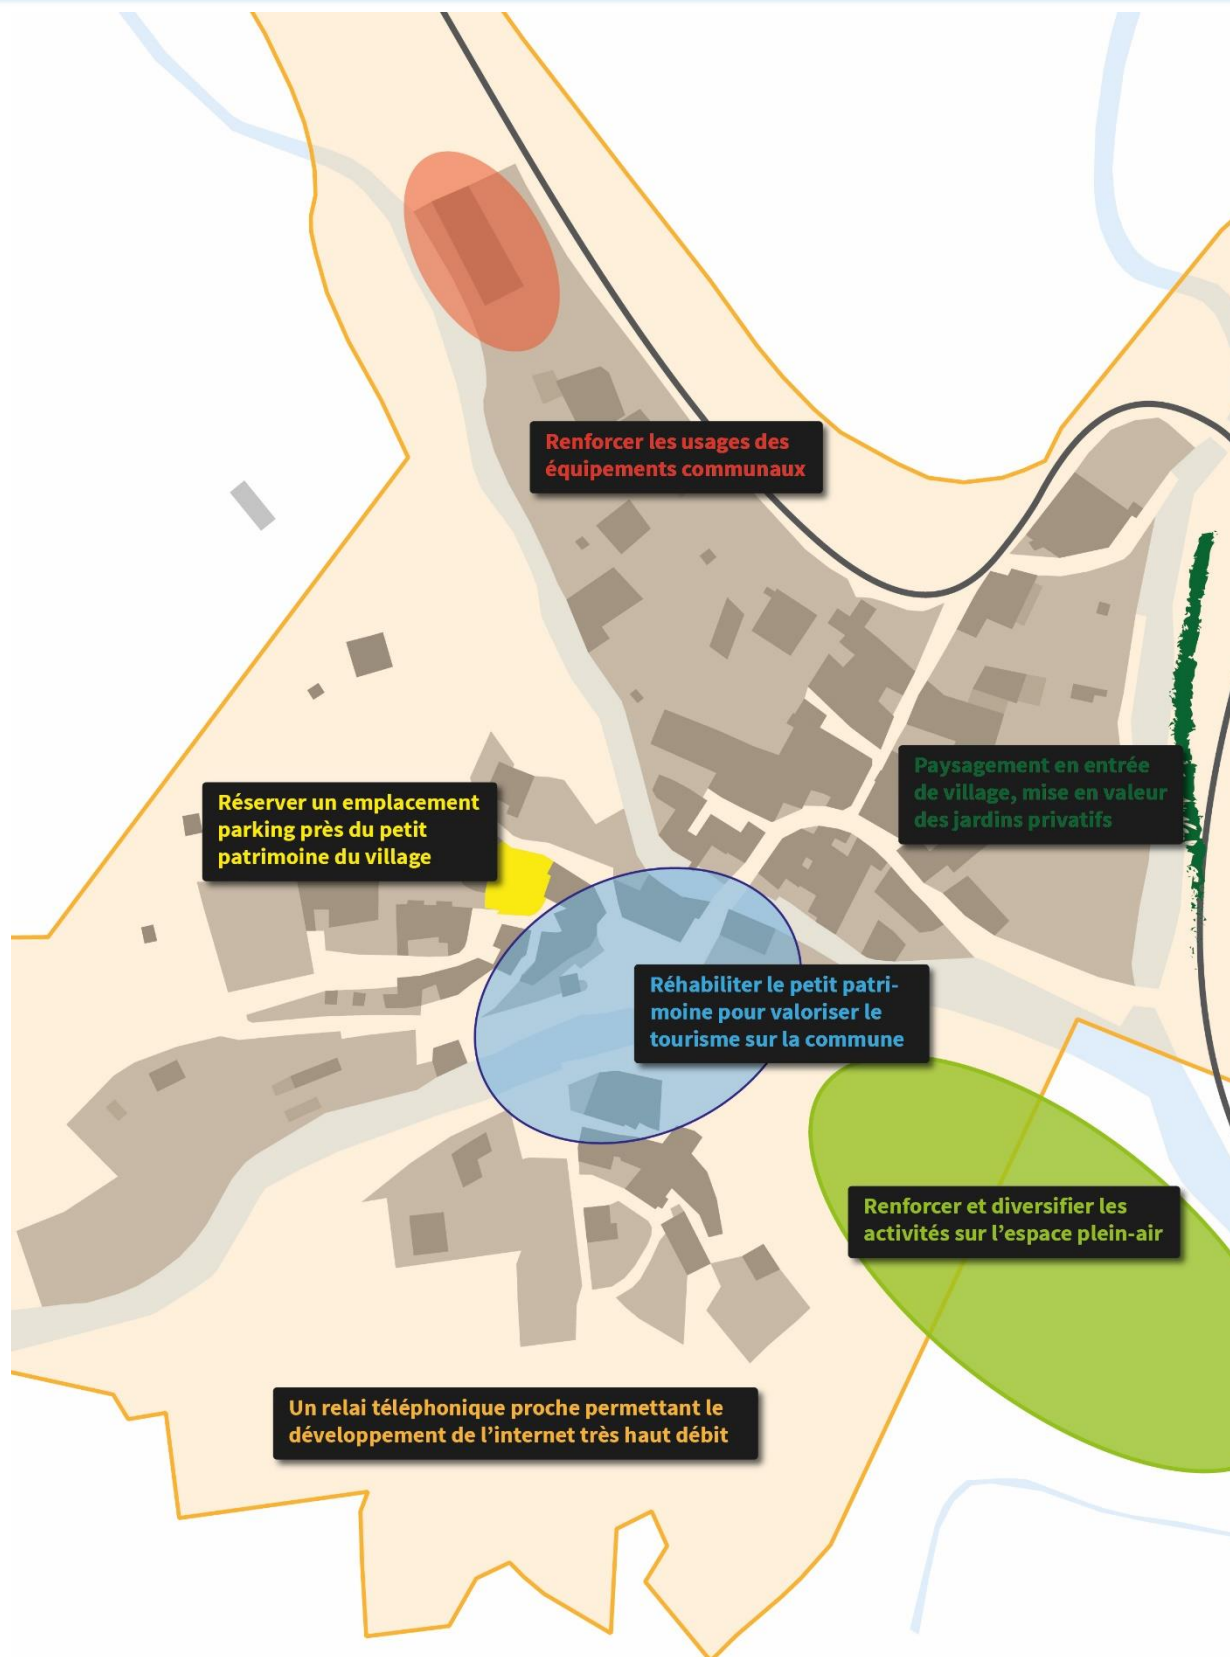 Renforcer les usages des
équipements communaux
Paysagement en entrée
de village, mise en valeur
des jardins privatifs
Réserver un emplacement
parking près du petit
patrimoine du village
Réhabiliter le petit patri-
moine pour valoriser le
tourisme sur la commune
Renforcer et diversifier les
activités sur l'espace plein-air
Un relai téléphonique proche permettant le
développement de l'internet très haut débit